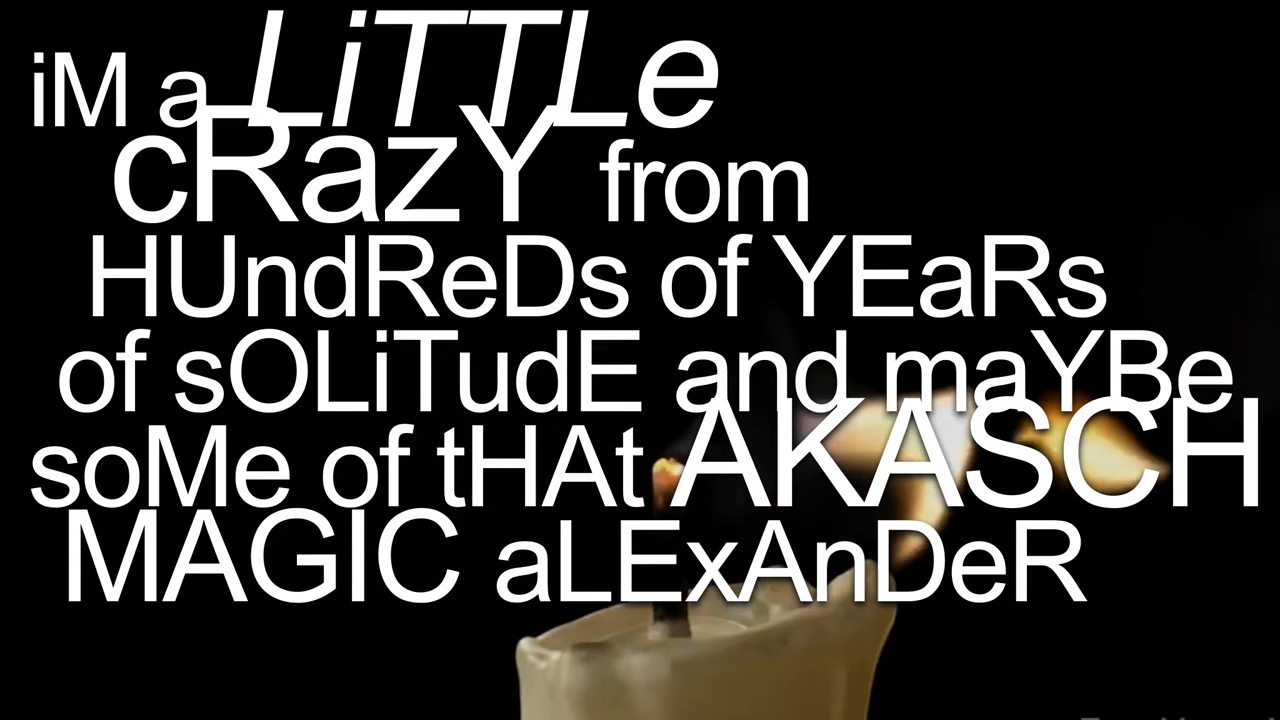 iM a LiTTLe
cRazY from
HUndReDs of YEaRs
of sOLiTudE and maYBe
soMe of tHAt AKASCH
MAGIC aLExAnDeR